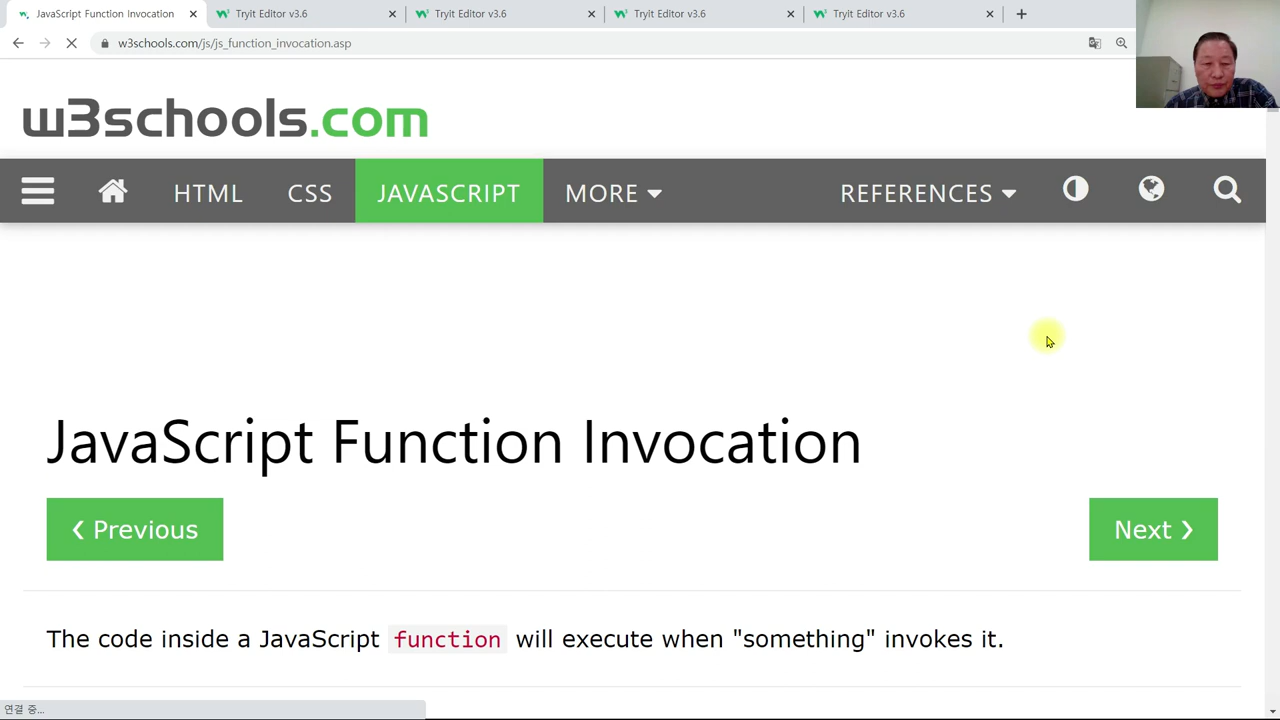 JavaScript Function Invocation
Tryit Editor v3.6
Tryit Editor v3.6
Tryit Editor v3.6
Tryit Editor v3.6
w3schools.com/js/js_function_invocation.asp
w3schools.com
HTML CSS JAVASCRIPT MORE REFERENCES
JavaScript Function Invocation
❮ Previous
Next ❯
The code inside a JavaScript function will execute when "something" invokes it.
연결 중...